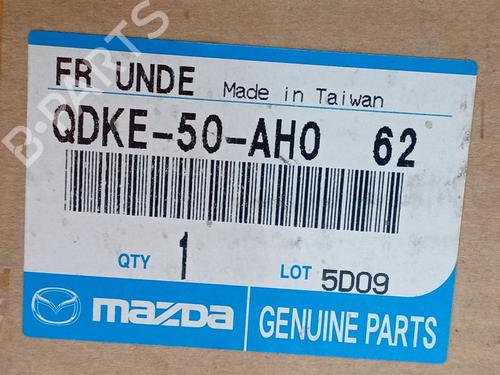 FR UNDE Made in Taiwan
QDKE-50-AH0 62
QTY 1 LOT 5D09
mazda GENUINE PARTS
B-PARTS